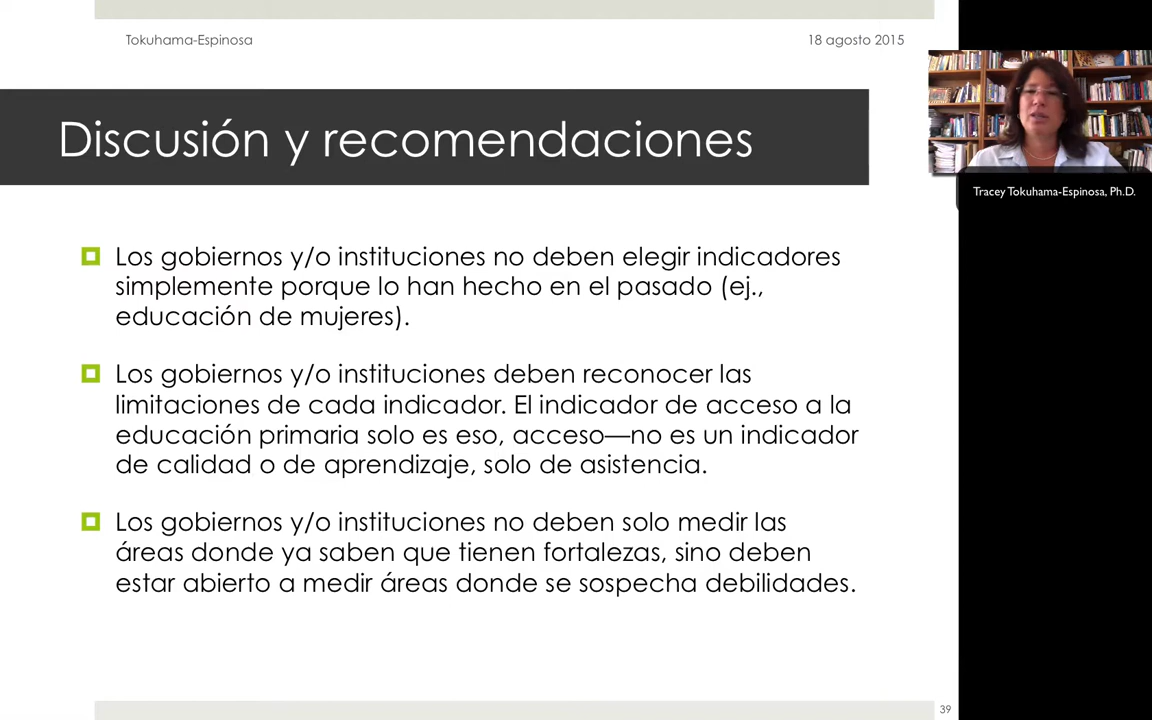 Tokuhama-Espinosa
18 agosto 2015
Discusión y recomendaciones
Tracey Tokuhama-Espinosa, Ph.D.
Los gobiernos y/o instituciones no deben elegir indicadores
simplemente porque lo han hecho en el pasado (ej.,
educación de mujeres).
Los gobiernos y/o instituciones deben reconocer las
limitaciones de cada indicador. El indicador de acceso a la
educación primaria solo es eso, acceso—no es un indicador
de calidad o de aprendizaje, solo de asistencia.
Los gobiernos y/o instituciones no deben solo medir las
áreas donde ya saben que tienen fortalezas, sino deben
estar abierto a medir áreas donde se sospecha debilidades.
39